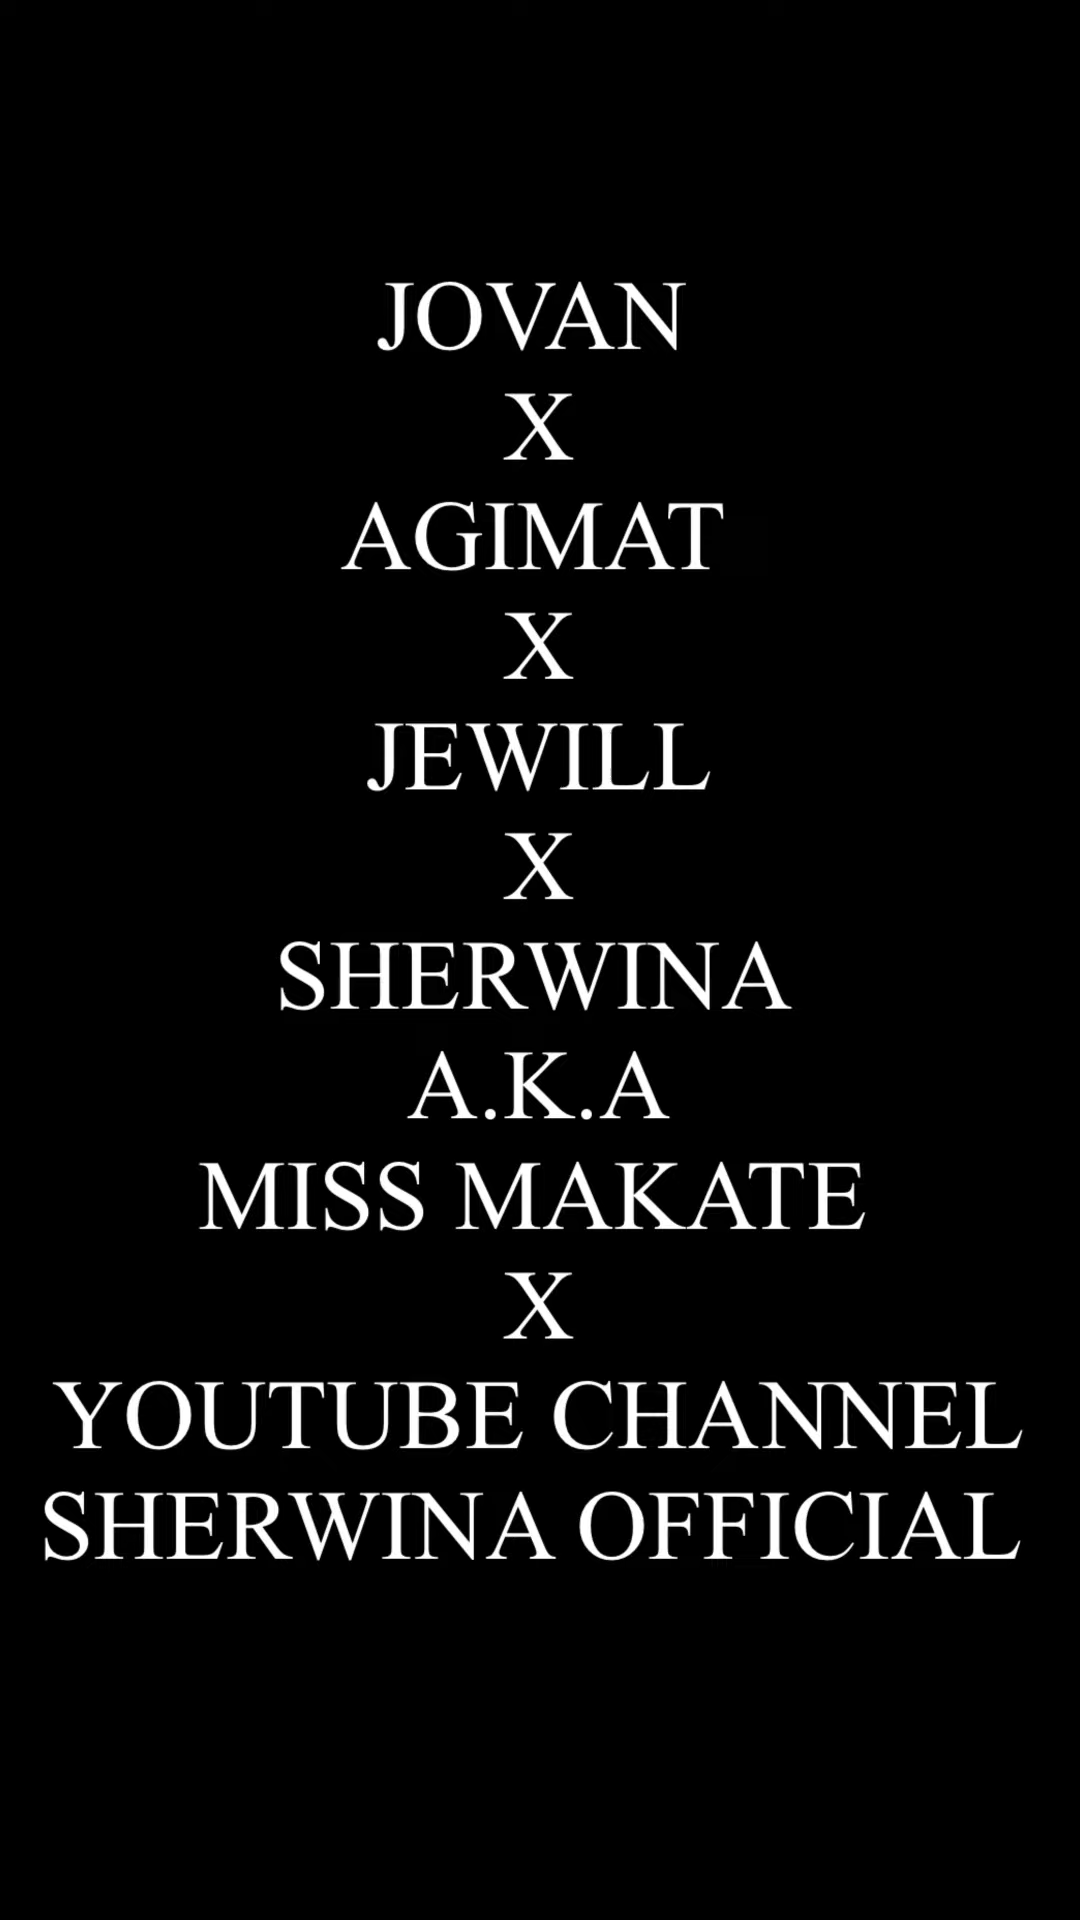 JOVAN
X
AGIMAT
X
JEWILL
X
SHERWINA
A.K.A
MISS MAKATE
X
YOUTUBE CHANNEL
SHERWINA OFFICIAL